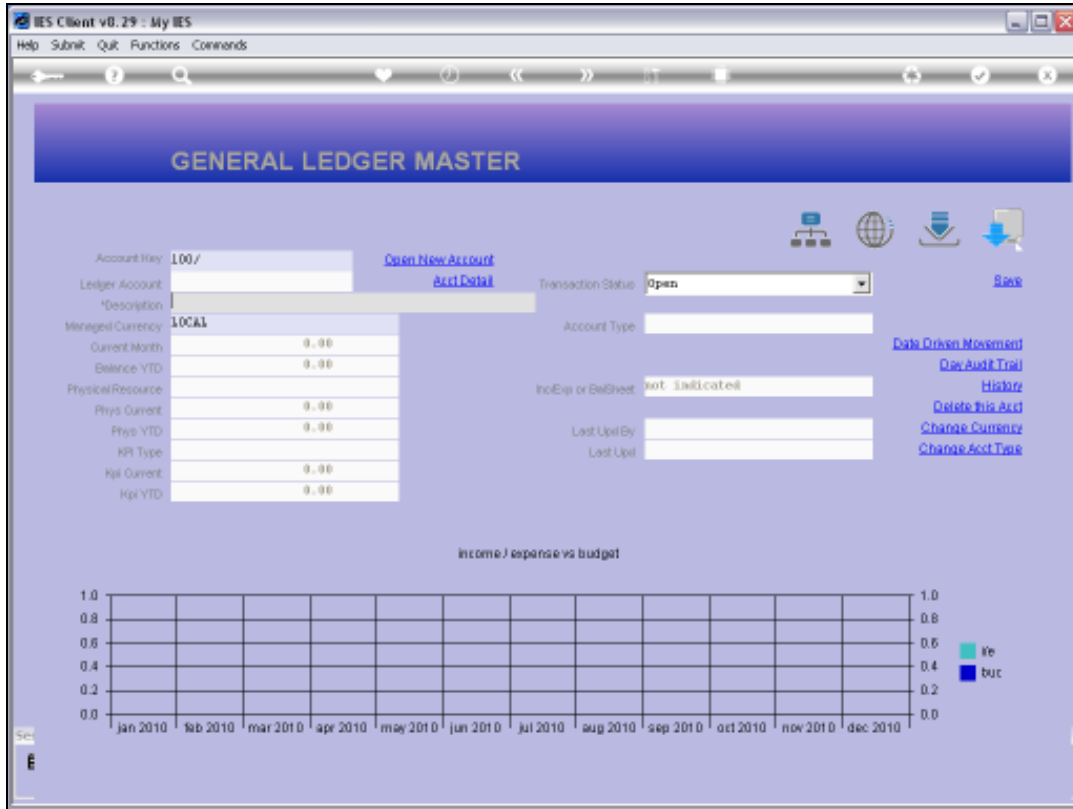 IES Client v8.29 : My IES
Help Submit Quit Functions Commands
GENERAL LEDGER MASTER
Account Key 100/ Open New Account
Ledger Account Acct Detail Transaction Status Open Save
*Description
Managed Currency LOCAL Account Type
Current Month 0.00 Date Driven Movement
Balance YTD 0.00 Day Audit Trail
Physical Resource Inc/Exp or BalSheet not indicated History
Phys Current 0.00 Delete this Acct
Phys YTD 0.00 Last Upd By Change Currency
KPI Type Last Upd Change Acct Type
Kpi Current 0.00
Kpi YTD 0.00
income / expense vs budget
1.0 1.0
0.8 0.8
0.6 0.6
0.4 0.4
0.2 0.2
0.0 0.0
i/e
buc
jan 2010 feb 2010 mar 2010 apr 2010 may 2010 jun 2010 jul 2010 aug 2010 sep 2010 oct 2010 nov 2010 dec 2010